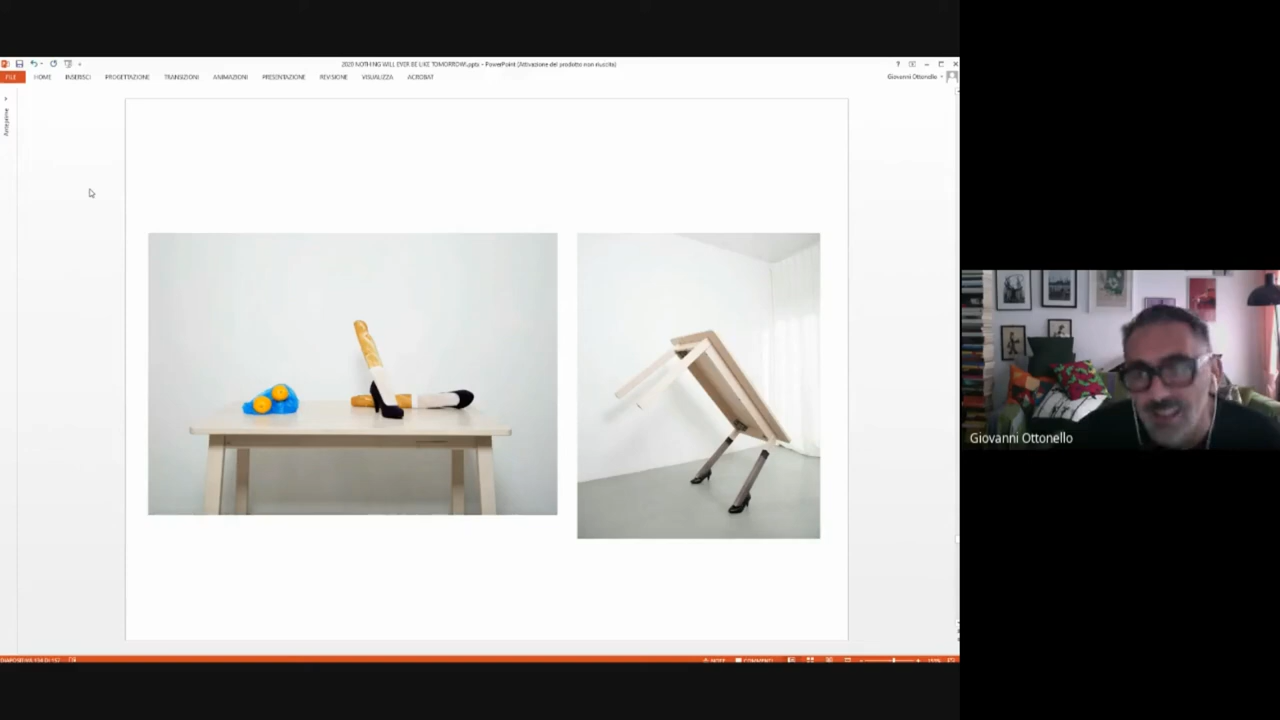 2020 NOTHING WILL EVER BE LIKE TOMORROW.pptx - PowerPoint (Attivazione del prodotto non riuscita)
FILE HOME INSERISCI PROGETTAZIONE TRANSIZIONI ANIMAZIONI PRESENTAZIONE REVISIONE VISUALIZZA ACROBAT Giovanni Ottonello
Giovanni Ottonello
NOTE COMMENTI